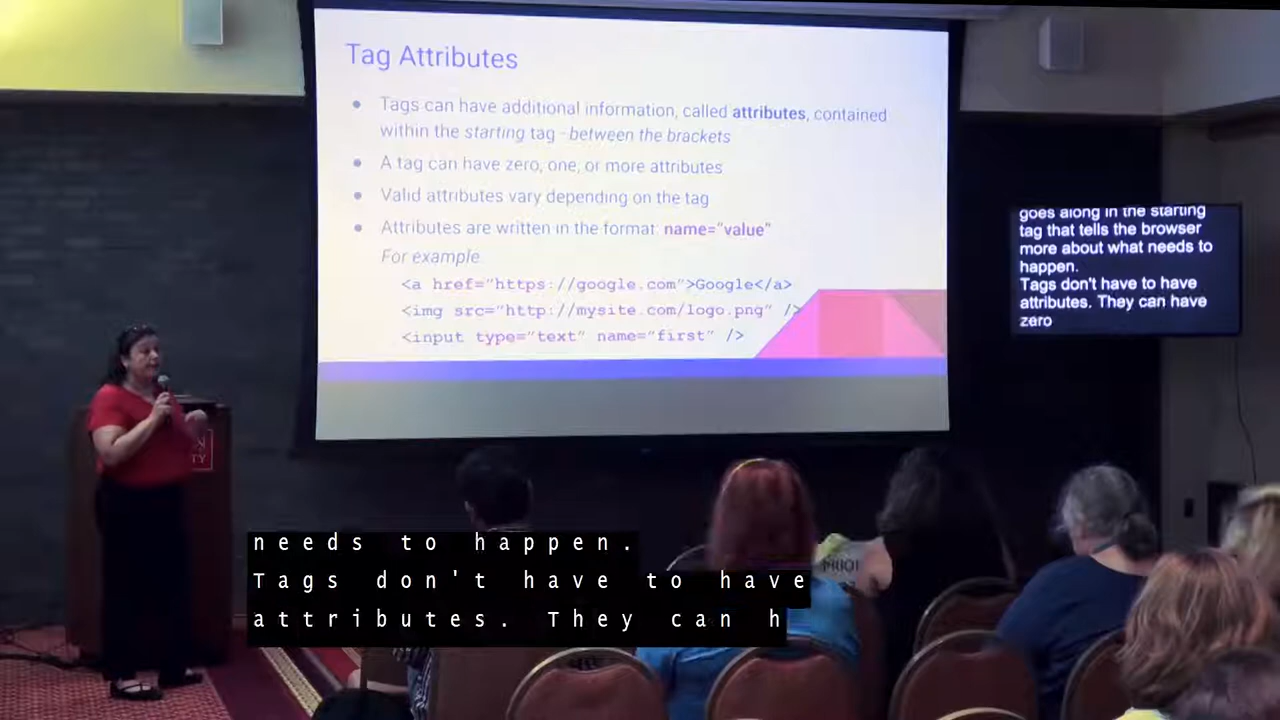 Tag Attributes
● Tags can have additional information, called attributes, contained
within the starting tag - between the brackets
● A tag can have zero, one, or more attributes
● Valid attributes vary depending on the tag
● Attributes are written in the format: name="value"
For example
<a href="https://google.com">Google</a>
<img src="http://mysite.com/logo.png" />
<input type="text" name="first" />
goes along in the starting
tag that tells the browser
more about what needs to
happen.
Tags don't have to have
attributes. They can have
zero
needs to happen.
Tags don't have to have
attributes. They can h